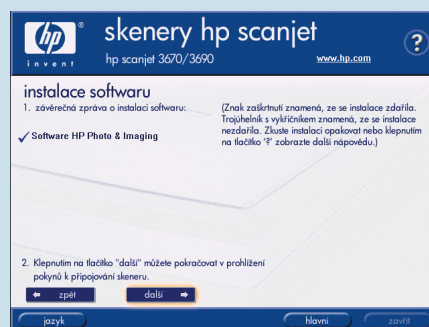 hp
®
invent
skenery hp scanjet
hp scanjet 3670/3690
www.hp.com
?
instalace softwaru
1. závěrečná zpráva o instalaci softwaru:
✓ Software HP Photo & Imaging
(Znak zaškrtnutí znamená, ze se instalace zdařila.
Trojúhelník s vykřičníkem znamená, ze se instalace
nezdařila. Zkuste instalaci opakovat nebo klepnutím
na tlačítko '?' zobrazte další nápovědu.)
2. Klepnutím na tlačítko "další" můžete pokračovat v prohlížení
pokynů k připojování skeneru.
zpět
další
jazyk
hlavní
zavřít